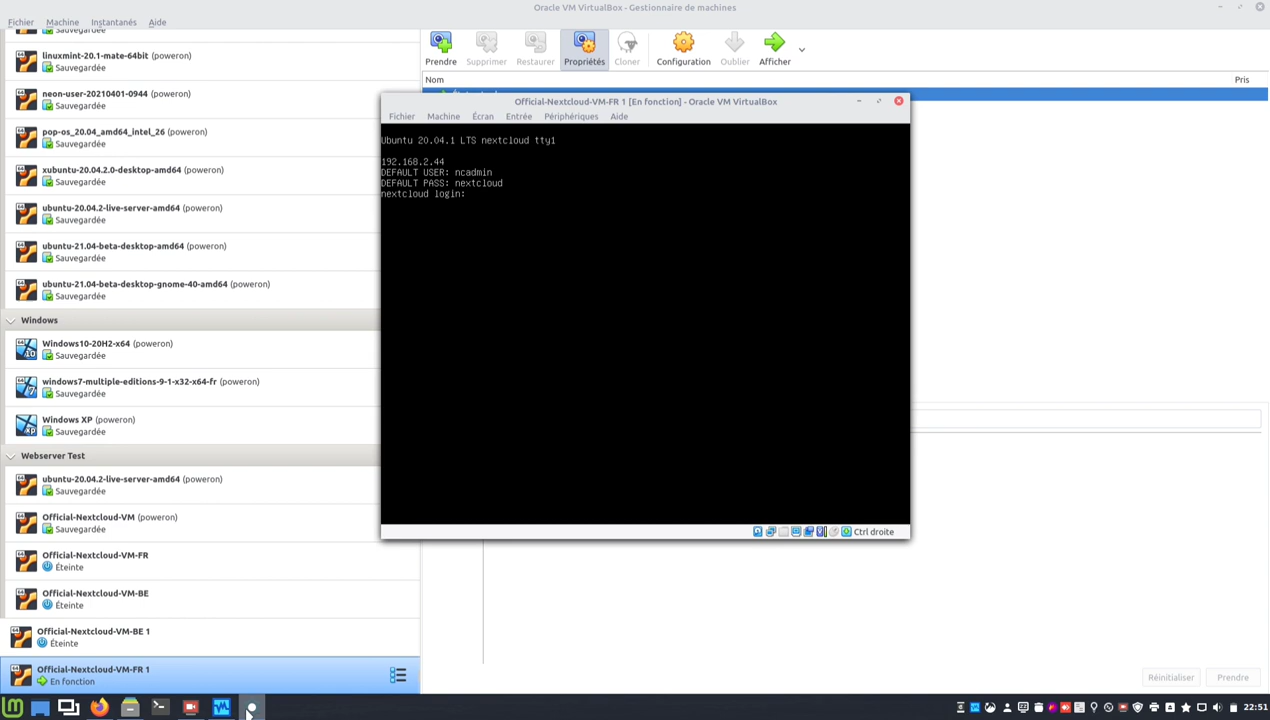 Oracle VM VirtualBox - Gestionnaire de machines
Fichier Machine Instantanés Aide
Sauvegardée
linuxmint-20.1-mate-64bit (poweron)
Sauvegardée
neon-user-20210401-0944 (poweron)
Sauvegardée
pop-os_20.04_amd64_intel_26 (poweron)
Sauvegardée
xubuntu-20.04.2.0-desktop-amd64 (poweron)
Sauvegardée
ubuntu-20.04.2-live-server-amd64 (poweron)
Sauvegardée
ubuntu-21.04-beta-desktop-amd64 (poweron)
Sauvegardée
ubuntu-21.04-beta-desktop-gnome-40-amd64 (poweron)
Sauvegardée
Windows
Windows10-20H2-x64 (poweron)
Sauvegardée
windows7-multiple-editions-9-1-x32-x64-fr (poweron)
Sauvegardée
Windows XP (poweron)
Sauvegardée
Webserver Test
ubuntu-20.04.2-live-server-amd64 (poweron)
Sauvegardée
Official-Nextcloud-VM (poweron)
Sauvegardée
Official-Nextcloud-VM-FR
Éteinte
Official-Nextcloud-VM-BE
Éteinte
Official-Nextcloud-VM-BE 1
Éteinte
Official-Nextcloud-VM-FR 1
En fonction
Prendre Supprimer Restaurer Propriétés Cloner Configuration Oublier Afficher
Nom Pris
Official-Nextcloud-VM-FR 1 [En fonction] - Oracle VM VirtualBox
Fichier Machine Écran Entrée Périphériques Aide
Ubuntu 20.04.1 LTS nextcloud tty1
192.168.2.44
DEFAULT USER: ncadmin
DEFAULT PASS: nextcloud
nextcloud login:
Ctrl droite
Réinitialiser Prendre
22:51